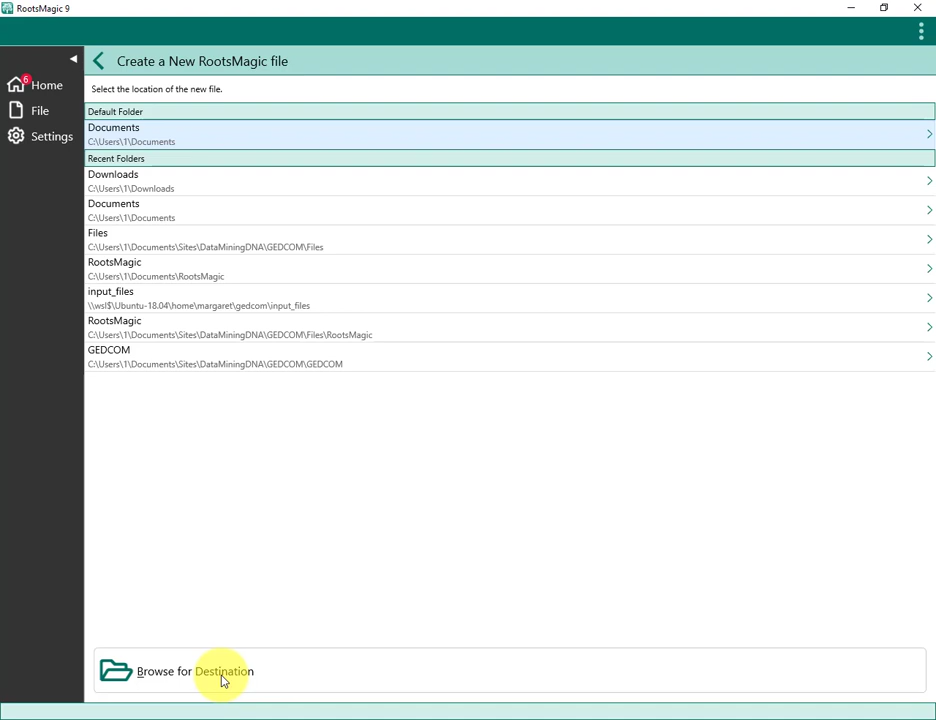 RootsMagic 9
Create a New RootsMagic file
6
Home
File
Settings
Select the location of the new file.
Default Folder
Documents
C:\Users\1\Documents
Recent Folders
Downloads
C:\Users\1\Downloads
Documents
C:\Users\1\Documents
Files
C:\Users\1\Documents\Sites\DataMiningDNA\GEDCOM\Files
RootsMagic
C:\Users\1\Documents\RootsMagic
input_files
\\wsl$\Ubuntu-18.04\home\margaret\gedcom\input_files
RootsMagic
C:\Users\1\Documents\Sites\DataMiningDNA\GEDCOM\Files\RootsMagic
GEDCOM
C:\Users\1\Documents\Sites\DataMiningDNA\GEDCOM\GEDCOM
Browse for Destination